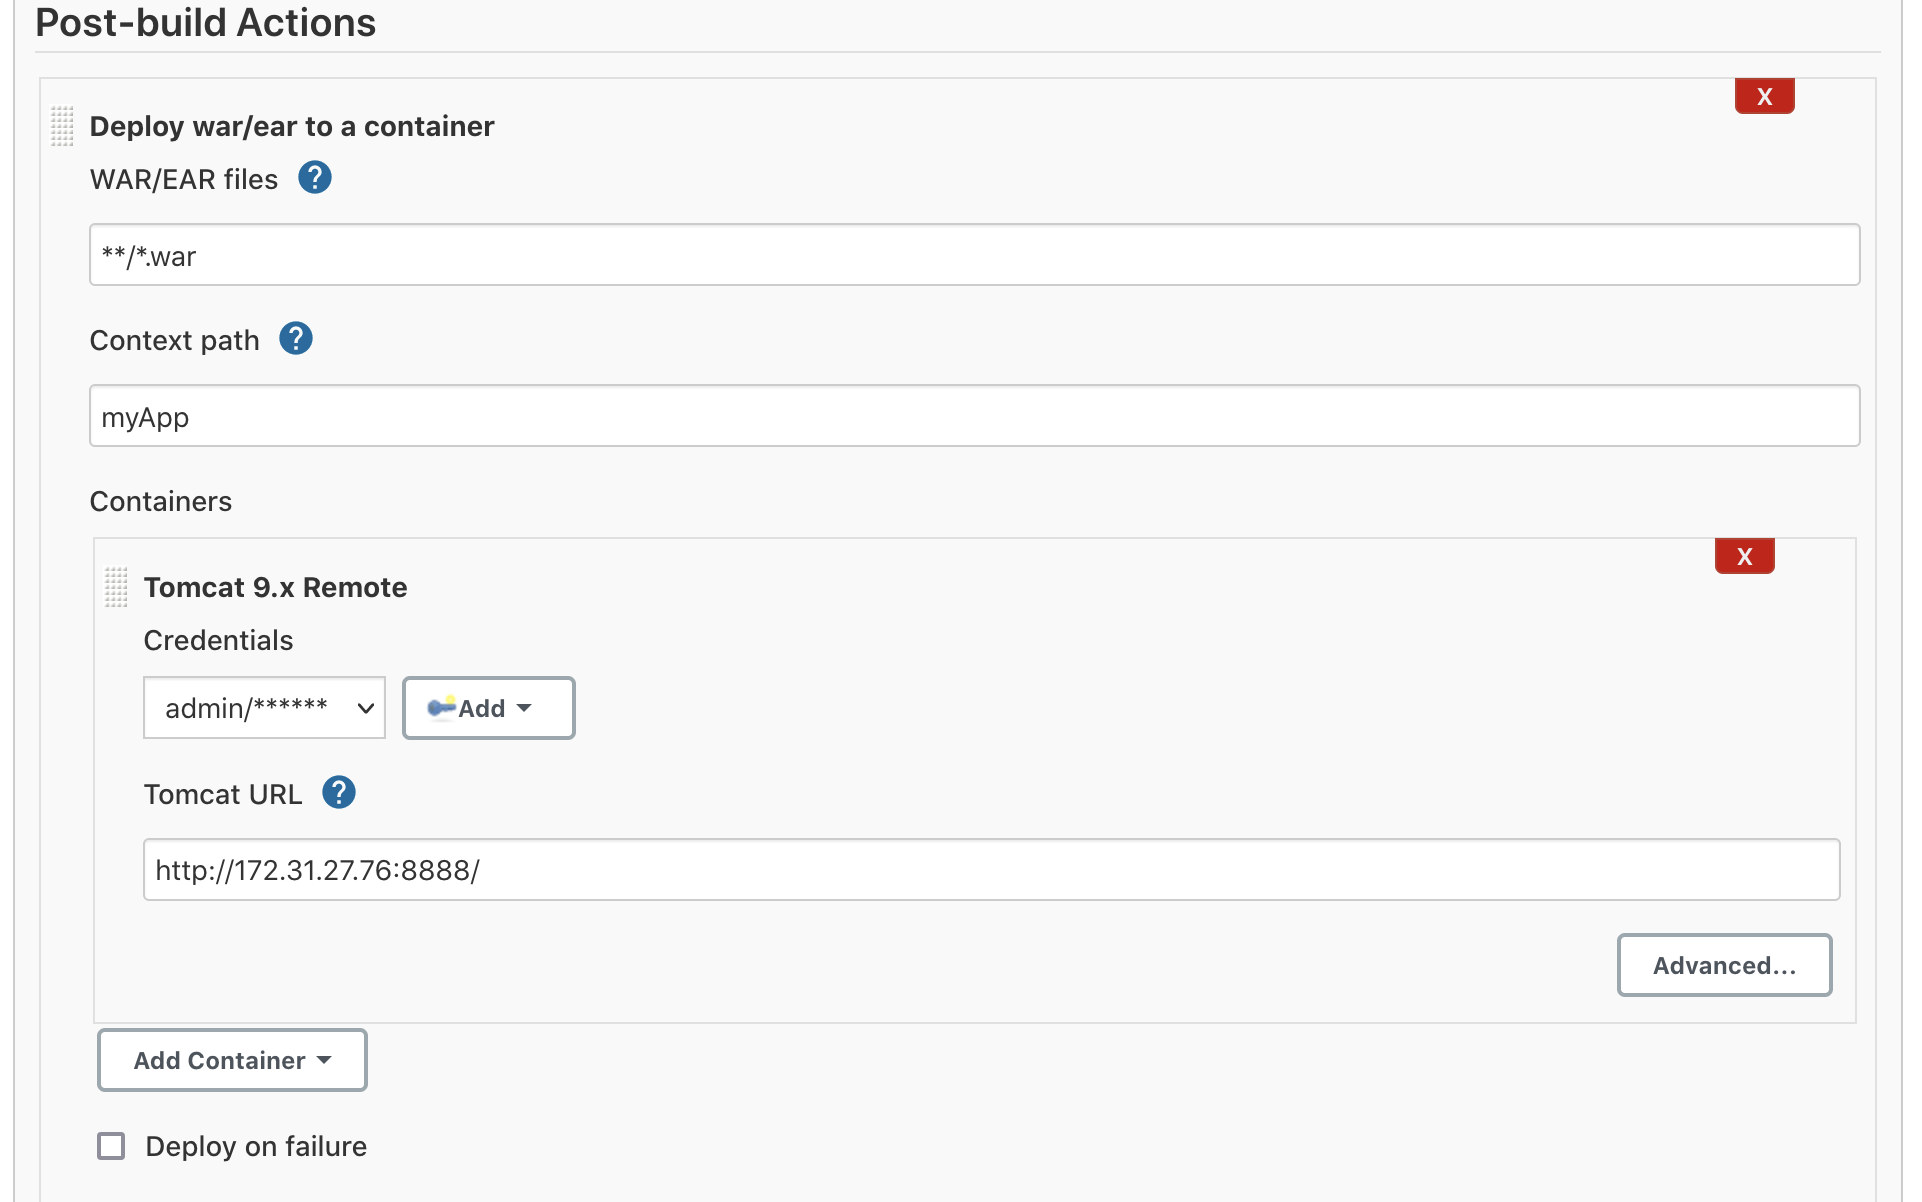 Post-build Actions
X
Deploy war/ear to a container
WAR/EAR files ?
**/*.war
Context path ?
myApp
Containers
X
Tomcat 9.x Remote
Credentials
admin/****** Add
Tomcat URL ?
http://172.31.27.76:8888/
Advanced...
Add Container
Deploy on failure